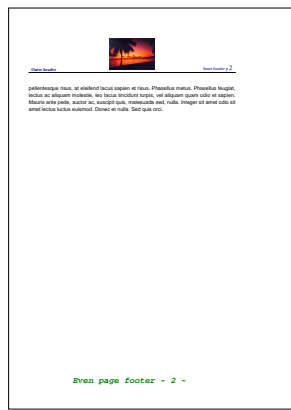 Outer header
Inner header p.2
pellentesque risus, at eleifend lacus sapien et risus. Phasellus metus. Phasellus feugiat,
lectus ac aliquam molestie, leo lacus tincidunt turpis, vel aliquam quam odio et sapien.
Mauris ante pede, auctor ac, suscipit quis, malesuada sed, nulla. Integer sit amet odio sit
amet lectus luctus euismod. Donec et nulla. Sed quis orci.
Even page footer - 2 -